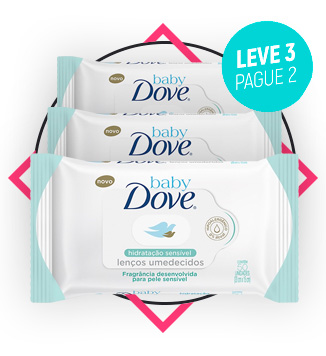 LEVE 3
PAGUE 2
novo
baby
Dove
novo
baby
Dove
novo
baby
Dove
hidratação sensível
lenços umedecidos
Fragrância desenvolvida
para pele sensível